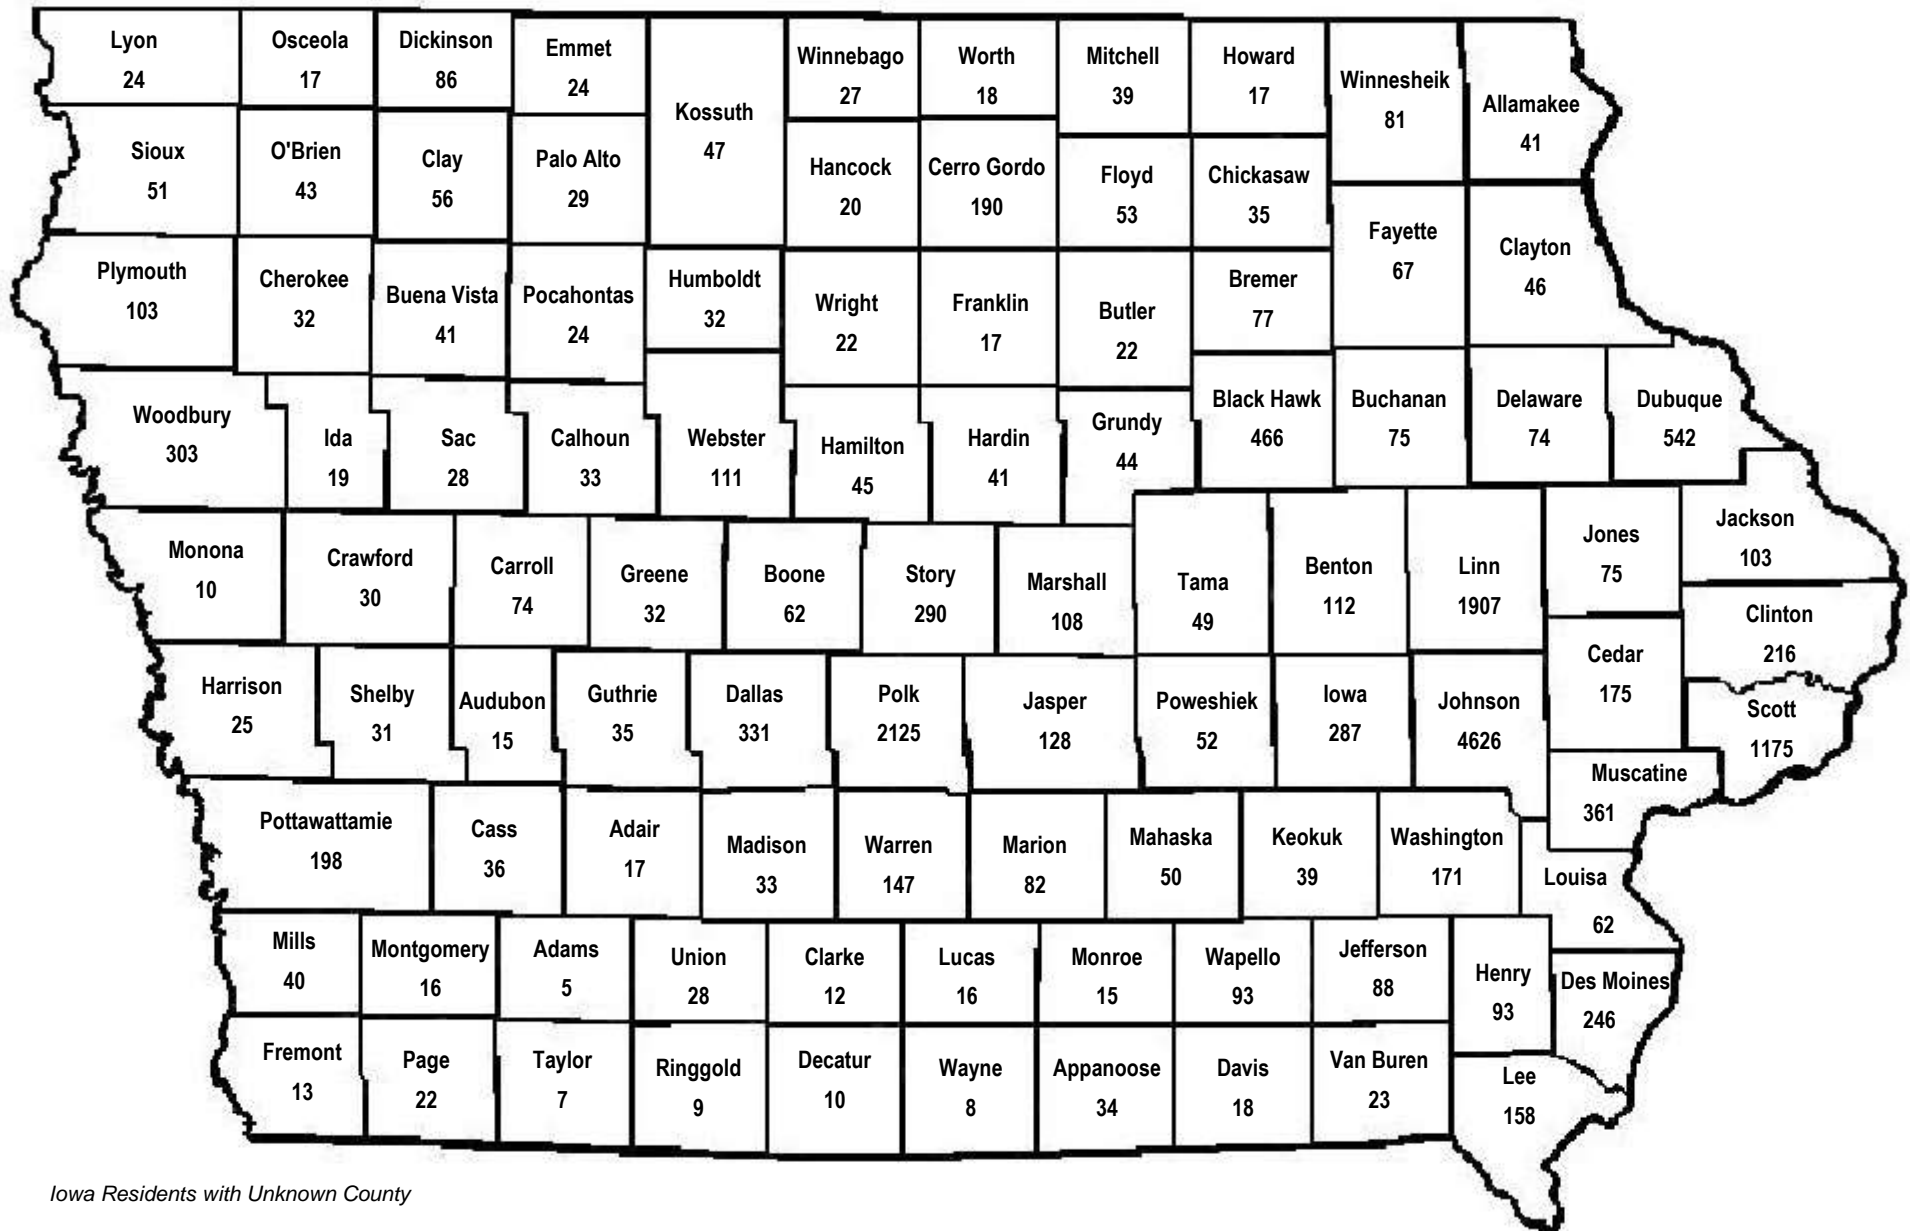 Lyon
24
Osceola
17
Dickinson
86
Emmet
24
Kossuth
47
Winnebago
27
Worth
18
Mitchell
39
Howard
17
Winnesheik
81
Allamakee
41
Sioux
51
O'Brien
43
Clay
56
Palo Alto
29
Hancock
20
Cerro Gordo
190
Floyd
53
Chickasaw
35
Fayette
67
Clayton
46
Plymouth
103
Cherokee
32
Buena Vista
41
Pocahontas
24
Humboldt
32
Wright
22
Franklin
17
Butler
22
Bremer
77
Woodbury
303
Ida
19
Sac
28
Calhoun
33
Webster
111
Hamilton
45
Hardin
41
Grundy
44
Black Hawk
466
Buchanan
75
Delaware
74
Dubuque
542
Monona
10
Crawford
30
Carroll
74
Greene
32
Boone
62
Story
290
Marshall
108
Tama
49
Benton
112
Linn
1907
Jones
75
Jackson
103
Clinton
216
Harrison
25
Shelby
31
Audubon
15
Guthrie
35
Dallas
331
Polk
2125
Jasper
128
Poweshiek
52
Iowa
287
Johnson
4626
Cedar
175
Scott
1175
Muscatine
361
Pottawattamie
198
Cass
36
Adair
17
Madison
33
Warren
147
Marion
82
Mahaska
50
Keokuk
39
Washington
171
Louisa
62
Mills
40
Montgomery
16
Adams
5
Union
28
Clarke
12
Lucas
16
Monroe
15
Wapello
93
Jefferson
88
Henry
93
Des Moines
246
Fremont
13
Page
22
Taylor
7
Ringgold
9
Decatur
10
Wayne
8
Appanoose
34
Davis
18
Van Buren
23
Lee
158
Iowa Residents with Unknown County